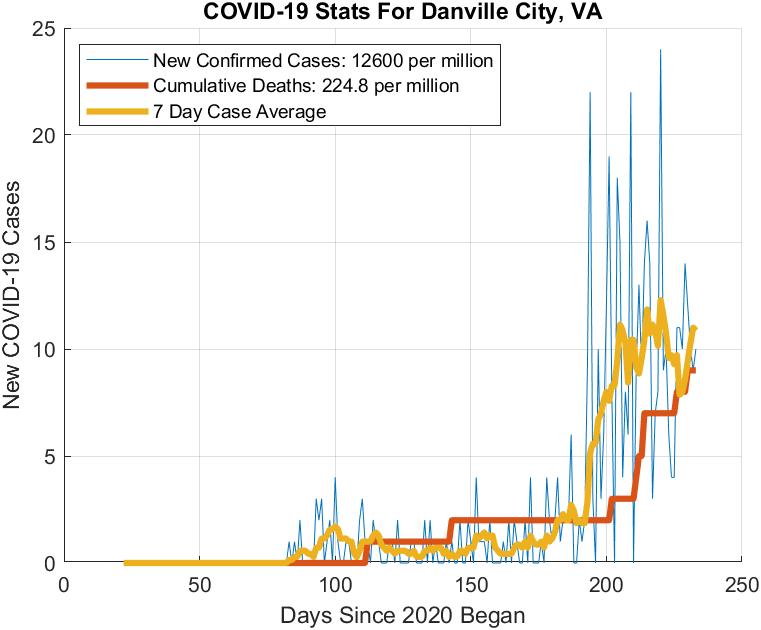 COVID-19 Stats For Danville City, VA
New Confirmed Cases: 12600 per million
Cumulative Deaths: 224.8 per million
7 Day Case Average
New COVID-19 Cases
25
20
15
10
5
0
0 50 100 150 200 250
Days Since 2020 Began